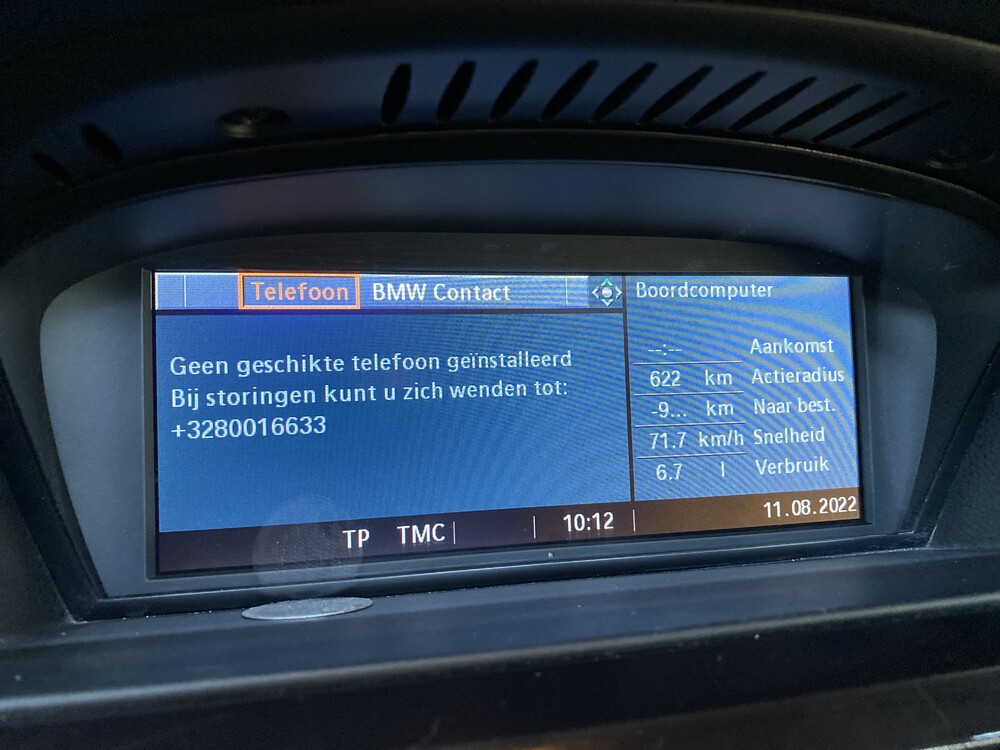 Telefoon BMW Contact
Geen geschikte telefoon geïnstalleerd
Bij storingen kunt u zich wenden tot:
+3280016633
Boordcomputer
--:-- Aankomst
622 km Actieradius
-9... km Naar best.
71.7 km/h Snelheid
6.7 l Verbruik
TP TMC 10:12 11.08.2022